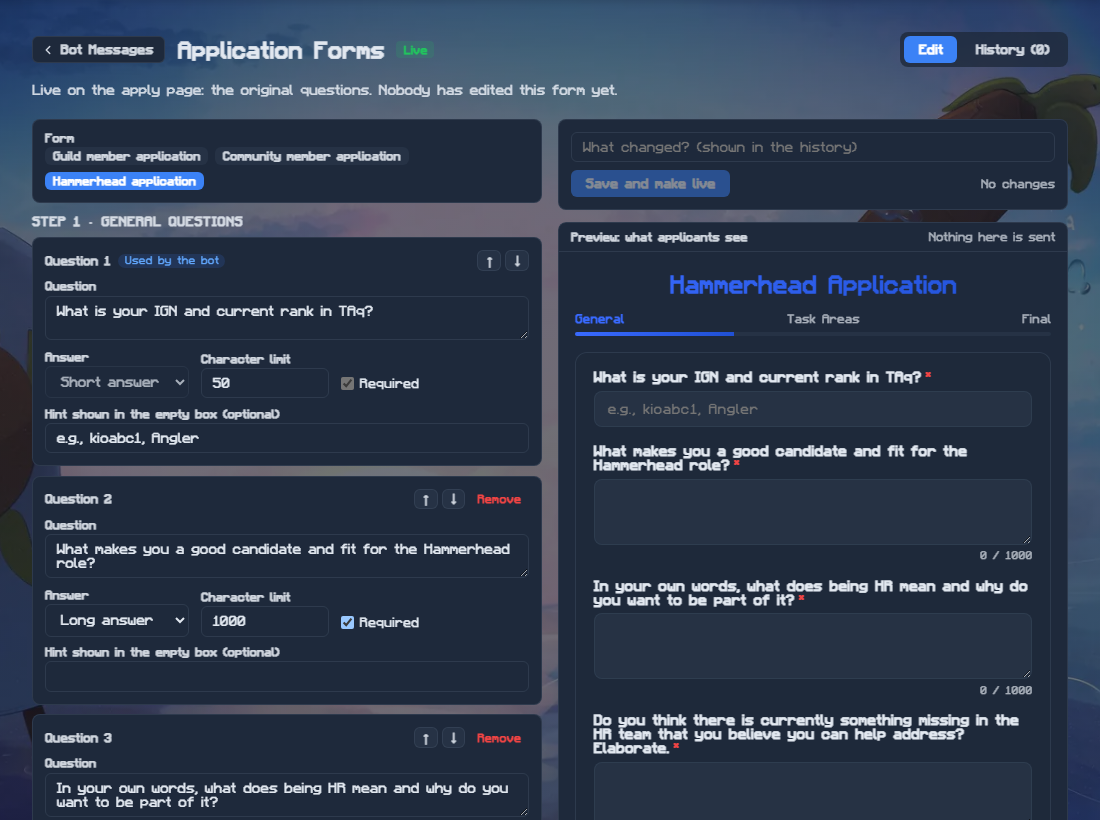 Bot Messages
Application Forms
Live
Edit
History (0)
Live on the apply page: the original questions. Nobody has edited this form yet.
Form
Guild member application
Community member application
Hammerhead application
STEP 1 - GENERAL QUESTIONS
Question 1
Used by the bot
↑
↓
Question
What is your IGN and current rank in TAq?
Answer
Character limit
Short answer
50
Required
Hint shown in the empty box (optional)
e.g., kioabc1, Angler
Question 2
↑
↓
Remove
Question
What makes you a good candidate and fit for the Hammerhead
role?
Answer
Character limit
Long answer
1000
Required
Hint shown in the empty box (optional)
Question 3
↑
↓
Remove
Question
In your own words, what does being HR mean and why do you
want to be part of it?
What changed? (shown in the history)
Save and make live
No changes
Preview: what applicants see
Nothing here is sent
Hammerhead Application
General
Task Areas
Final
What is your IGN and current rank in TAq? *
e.g., kioabc1, Angler
What makes you a good candidate and fit for the
Hammerhead role? *
0 / 1000
In your own words, what does being HR mean and why do
you want to be part of it? *
0 / 1000
Do you think there is currently something missing in the
HR team that you believe you can help address?
Elaborate. *